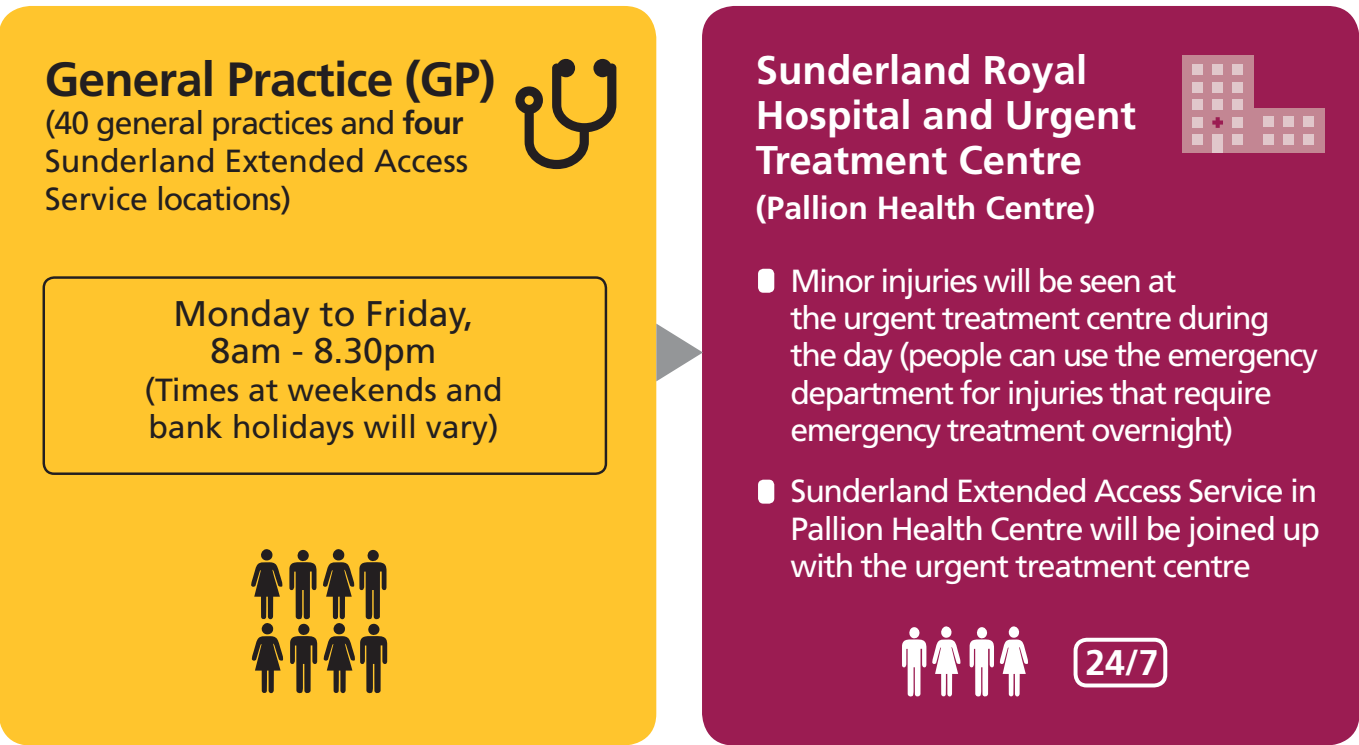 General Practice (GP)
(40 general practices and four
Sunderland Extended Access
Service locations)
Monday to Friday,
8am - 8.30pm
(Times at weekends and
bank holidays will vary)
Sunderland Royal
Hospital and Urgent
Treatment Centre
(Pallion Health Centre)
Minor injuries will be seen at
the urgent treatment centre during
the day (people can use the emergency
department for injuries that require
emergency treatment overnight)
Sunderland Extended Access Service in
Pallion Health Centre will be joined up
with the urgent treatment centre
24/7